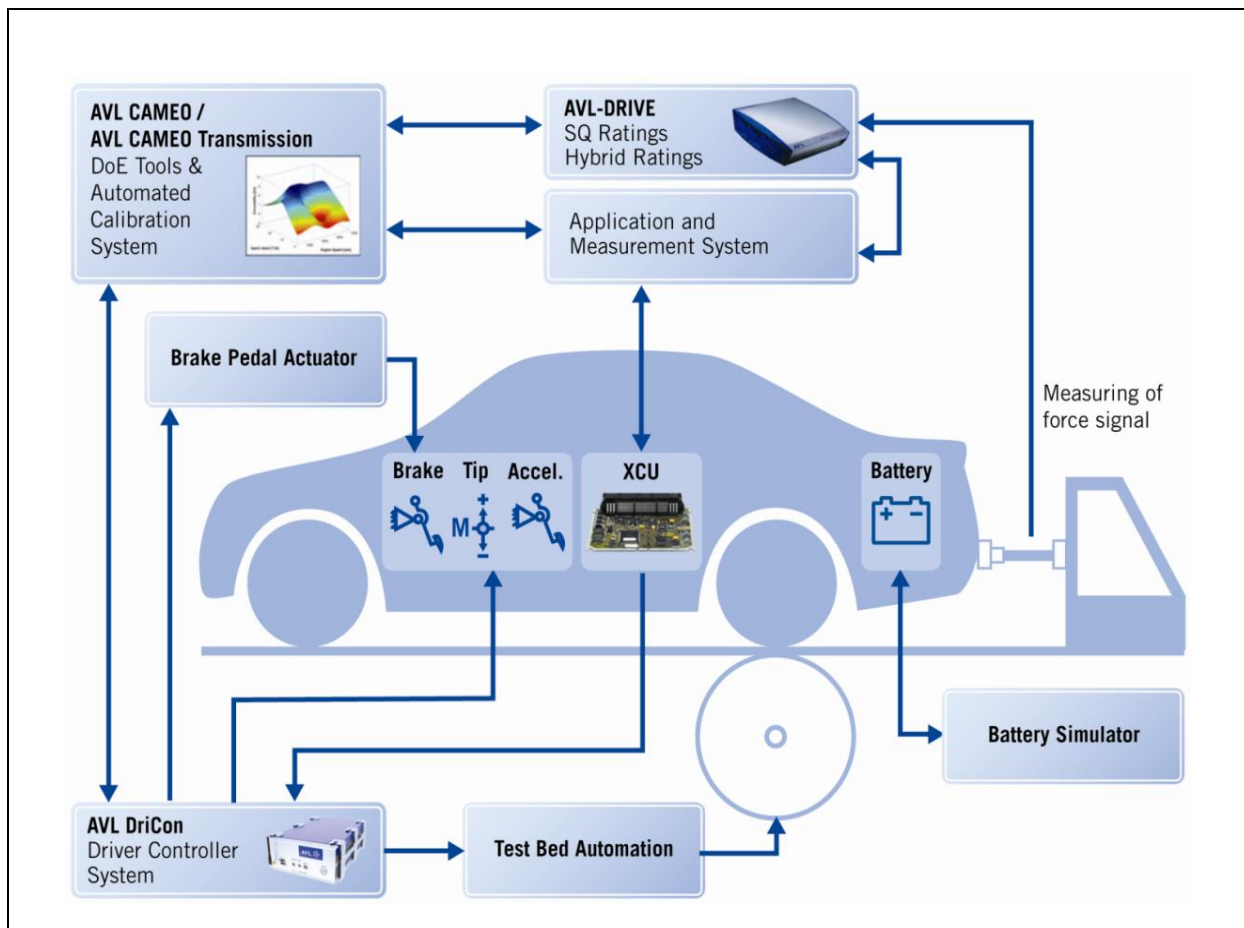 AVL CAMEO /
AVL CAMEO Transmission
DoE Tools &
Automated
Calibration
System
AVL-DRIVE
SQ Ratings
Hybrid Ratings
Application and
Measurement System
Brake Pedal Actuator
Measuring of
force signal
Brake Tip Accel.
M + −
XCU
Battery
+ −
Battery Simulator
AVL DriCon
Driver Controller
System
Test Bed Automation